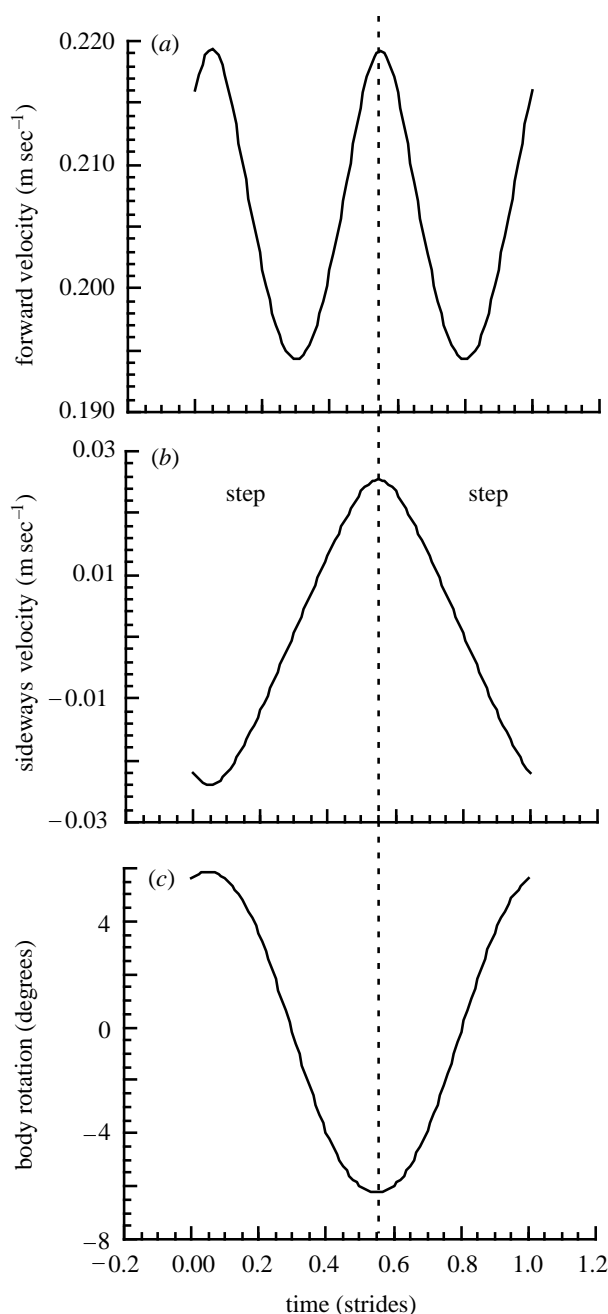 (a)
0.220
0.210
0.200
0.190
forward velocity (m sec⁻¹)
(b)
0.03
step step
0.01
−0.01
−0.03
sideways velocity (m sec⁻¹)
(c)
4
0
−4
−8
body rotation (degrees)
−0.2 0.00 0.2 0.4 0.6 0.8 1.0 1.2
time (strides)